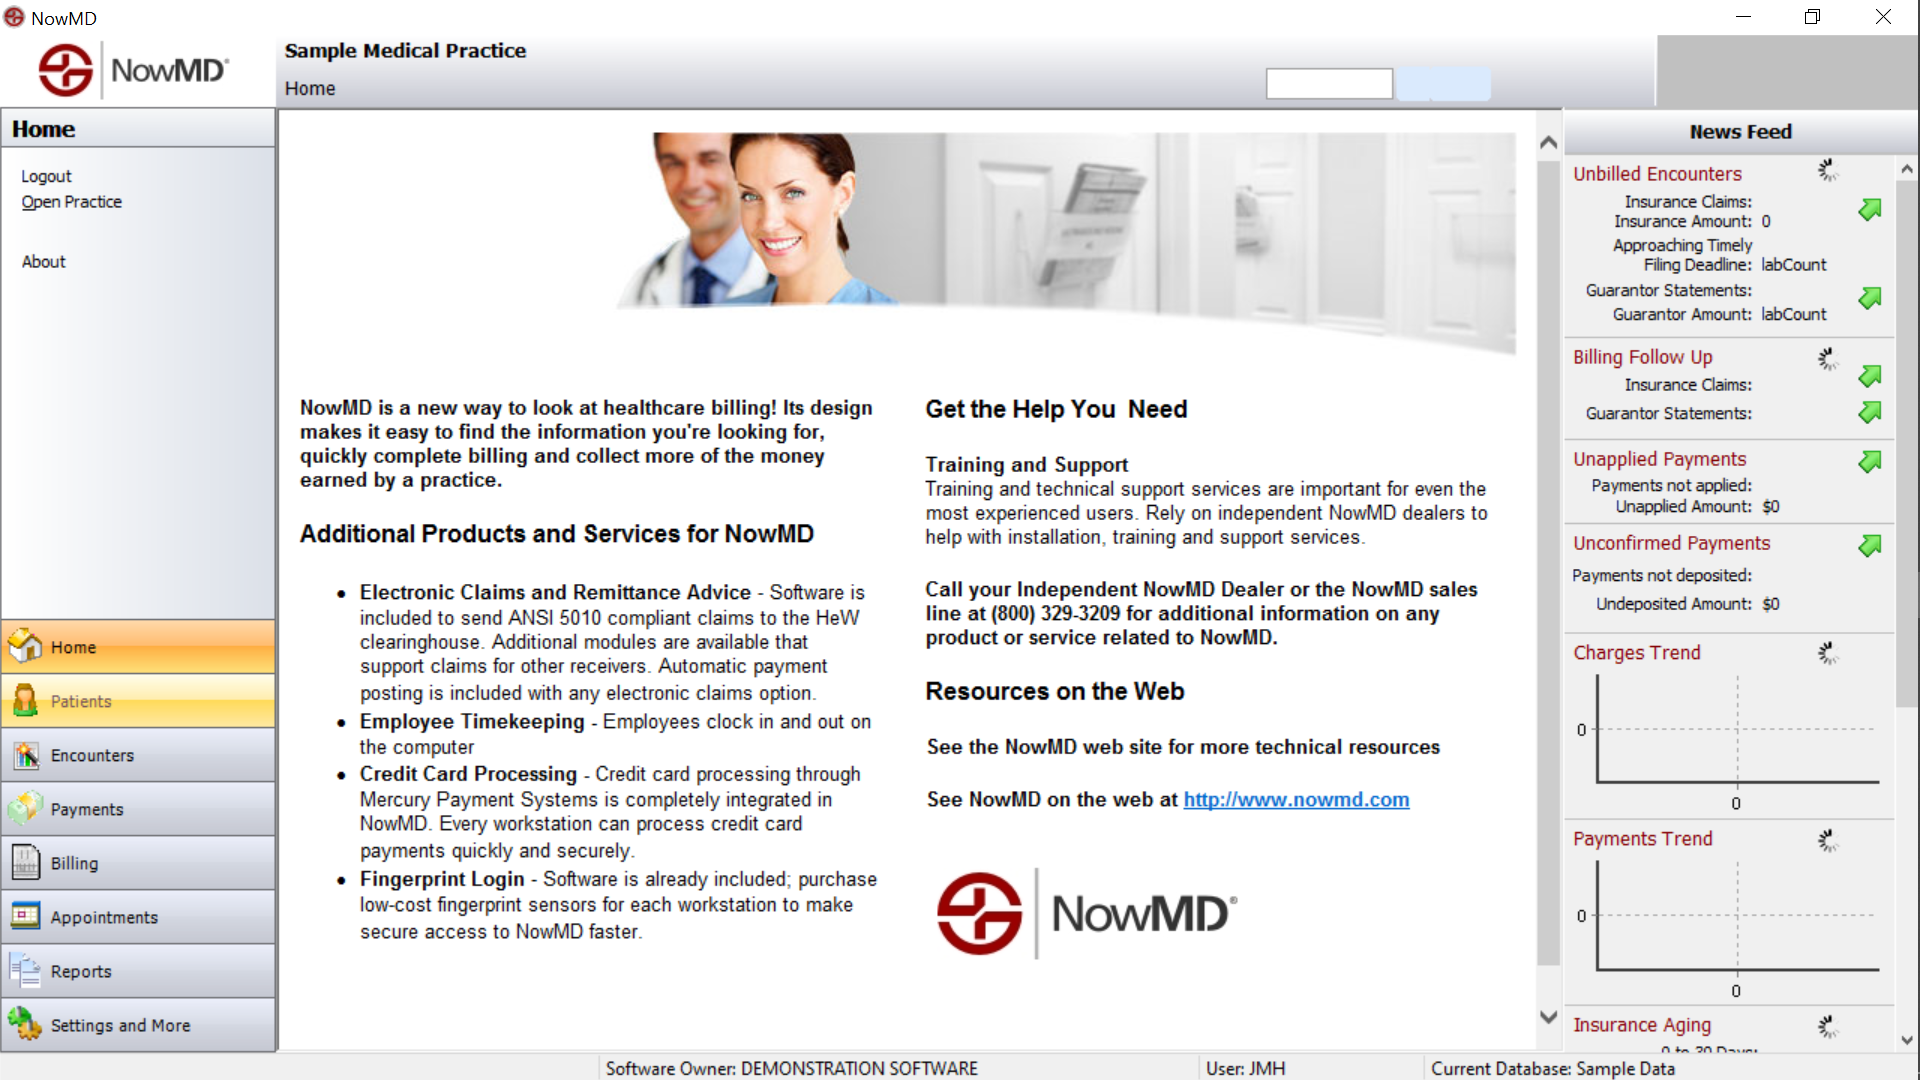 NowMD
NowMD®
Sample Medical Practice
Home
Home
Logout
Open Practice
About
Home
Patients
Encounters
Payments
Billing
Appointments
Reports
Settings and More
NowMD is a new way to look at healthcare billing! Its design
makes it easy to find the information you're looking for,
quickly complete billing and collect more of the money
earned by a practice.
Additional Products and Services for NowMD
• Electronic Claims and Remittance Advice - Software is
included to send ANSI 5010 compliant claims to the HeW
clearinghouse. Additional modules are available that
support claims for other receivers. Automatic payment
posting is included with any electronic claims option.
• Employee Timekeeping - Employees clock in and out on
the computer
• Credit Card Processing - Credit card processing through
Mercury Payment Systems is completely integrated in
NowMD. Every workstation can process credit card
payments quickly and securely.
• Fingerprint Login - Software is already included; purchase
low-cost fingerprint sensors for each workstation to make
secure access to NowMD faster.
Get the Help You Need
Training and Support
Training and technical support services are important for even the
most experienced users. Rely on independent NowMD dealers to
help with installation, training and support services.
Call your Independent NowMD Dealer or the NowMD sales
line at (800) 329-3209 for additional information on any
product or service related to NowMD.
Resources on the Web
See the NowMD web site for more technical resources
See NowMD on the web at http://www.nowmd.com
NowMD®
News Feed
Unbilled Encounters
Insurance Claims:
Insurance Amount: 0
Approaching Timely
Filing Deadline: labCount
Guarantor Statements:
Guarantor Amount: labCount
Billing Follow Up
Insurance Claims:
Guarantor Statements:
Unapplied Payments
Payments not applied:
Unapplied Amount: $0
Unconfirmed Payments
Payments not deposited:
Undeposited Amount: $0
Charges Trend
0
0
Payments Trend
0
0
Insurance Aging
0 to 30 Days:
Software Owner: DEMONSTRATION SOFTWARE
User: JMH
Current Database: Sample Data